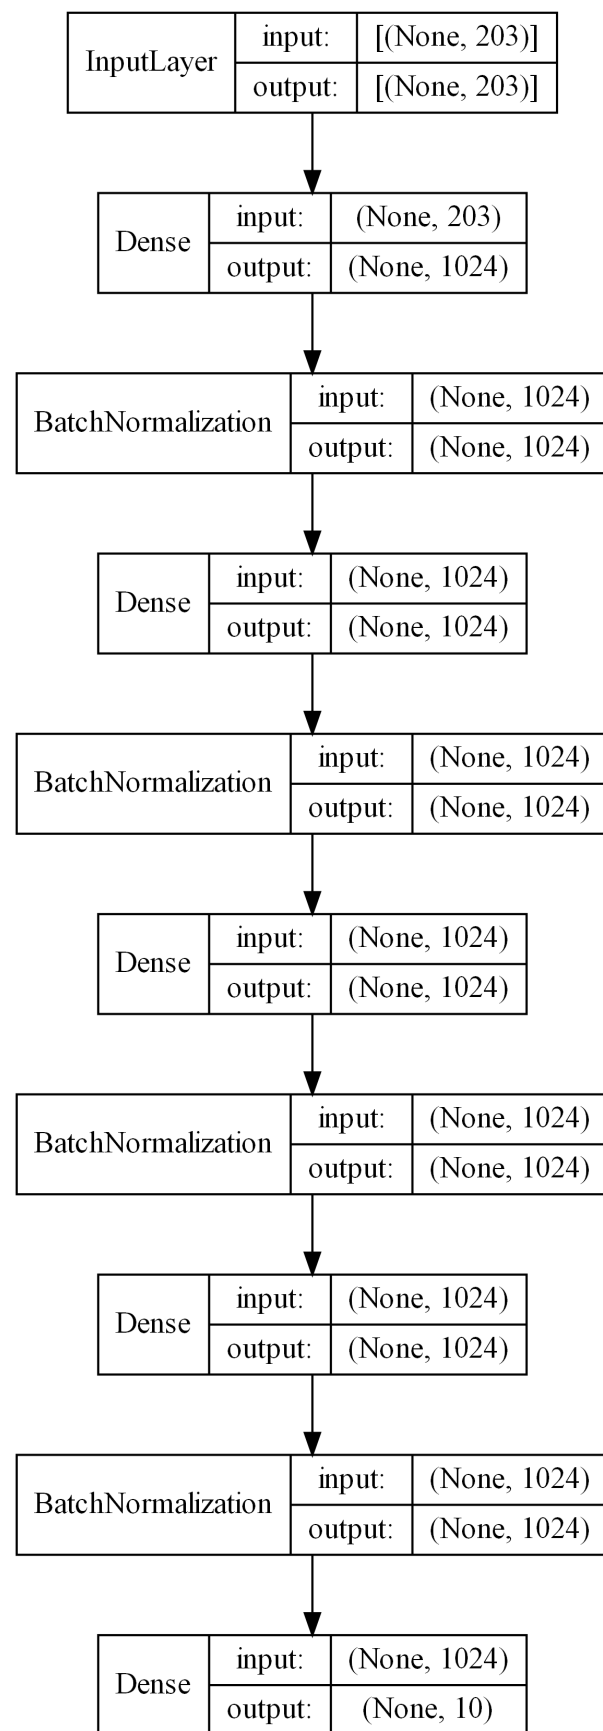 InputLayer input: [(None, 203)]
output: [(None, 203)]
Dense input: (None, 203)
output: (None, 1024)
BatchNormalization input: (None, 1024)
output: (None, 1024)
Dense input: (None, 1024)
output: (None, 1024)
BatchNormalization input: (None, 1024)
output: (None, 1024)
Dense input: (None, 1024)
output: (None, 1024)
BatchNormalization input: (None, 1024)
output: (None, 1024)
Dense input: (None, 1024)
output: (None, 1024)
BatchNormalization input: (None, 1024)
output: (None, 1024)
Dense input: (None, 1024)
output: (None, 10)